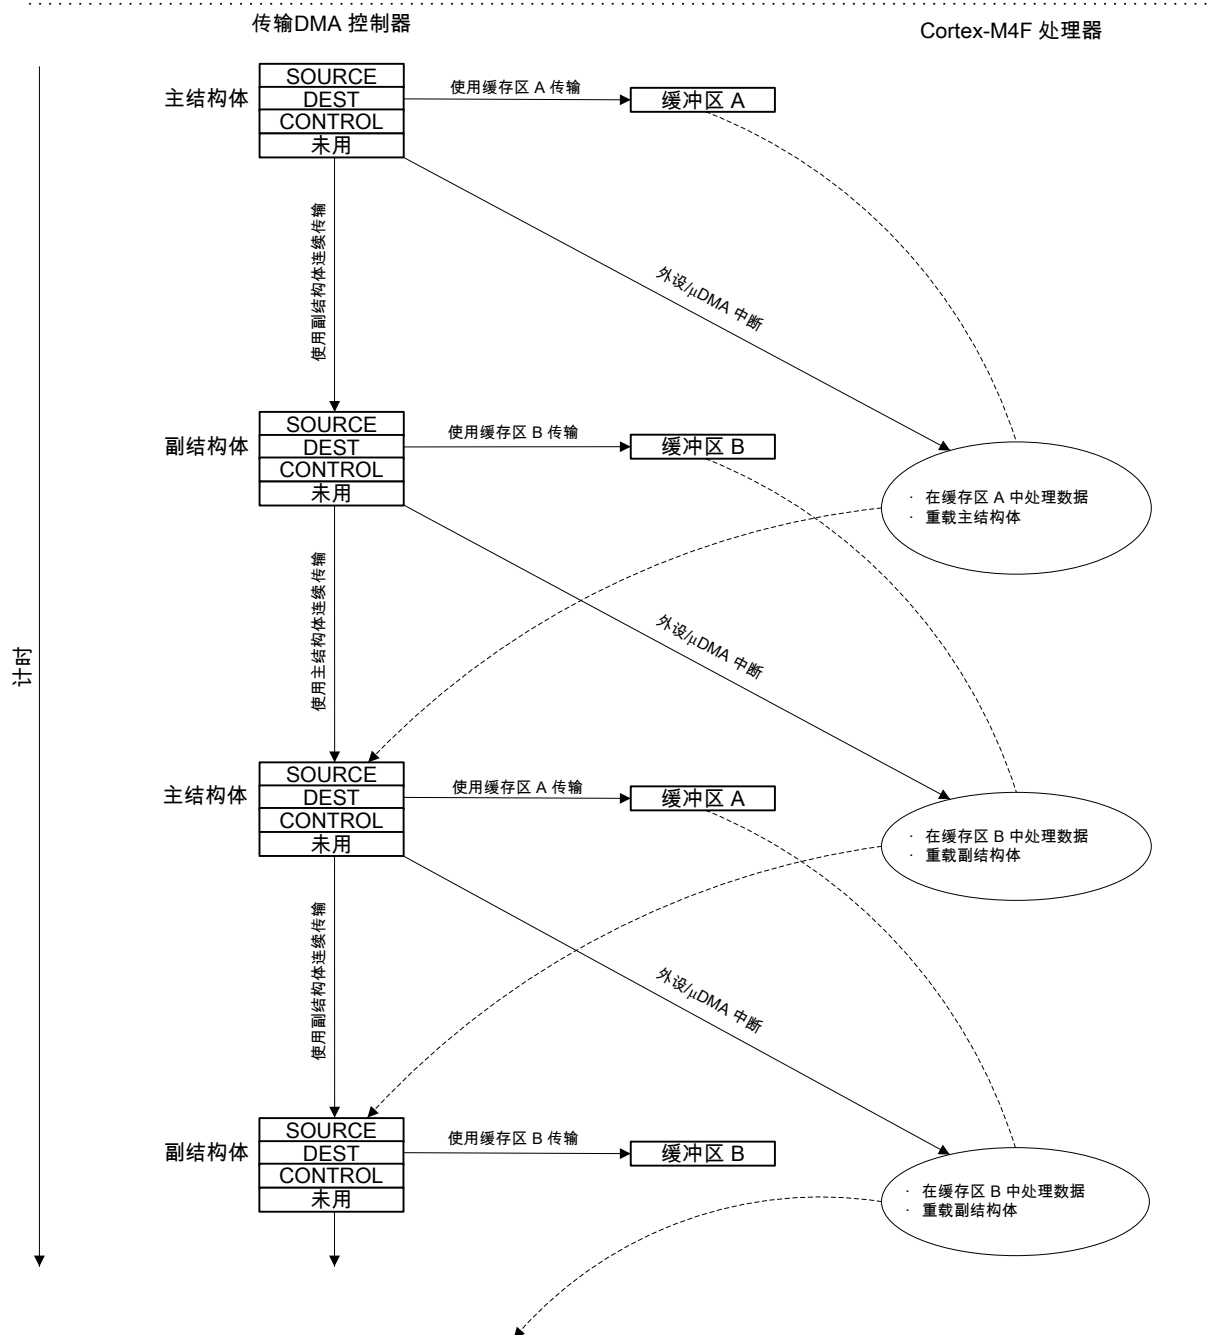 传输DMA 控制器
Cortex-M4F 处理器
主结构体
SOURCE
DEST
CONTROL
未用
使用缓存区 A 传输
缓冲区 A
使用副结构体连续传输
外设/μDMA 中断
副结构体
SOURCE
DEST
CONTROL
未用
使用缓存区 B 传输
缓冲区 B
· 在缓存区 A 中处理数据
· 重载主结构体
使用主结构体连续传输
外设/μDMA 中断
计时
主结构体
SOURCE
DEST
CONTROL
未用
使用缓存区 A 传输
缓冲区 A
· 在缓存区 B 中处理数据
· 重载副结构体
使用副结构体连续传输
外设/μDMA 中断
副结构体
SOURCE
DEST
CONTROL
未用
使用缓存区 B 传输
缓冲区 B
· 在缓存区 B 中处理数据
· 重载副结构体